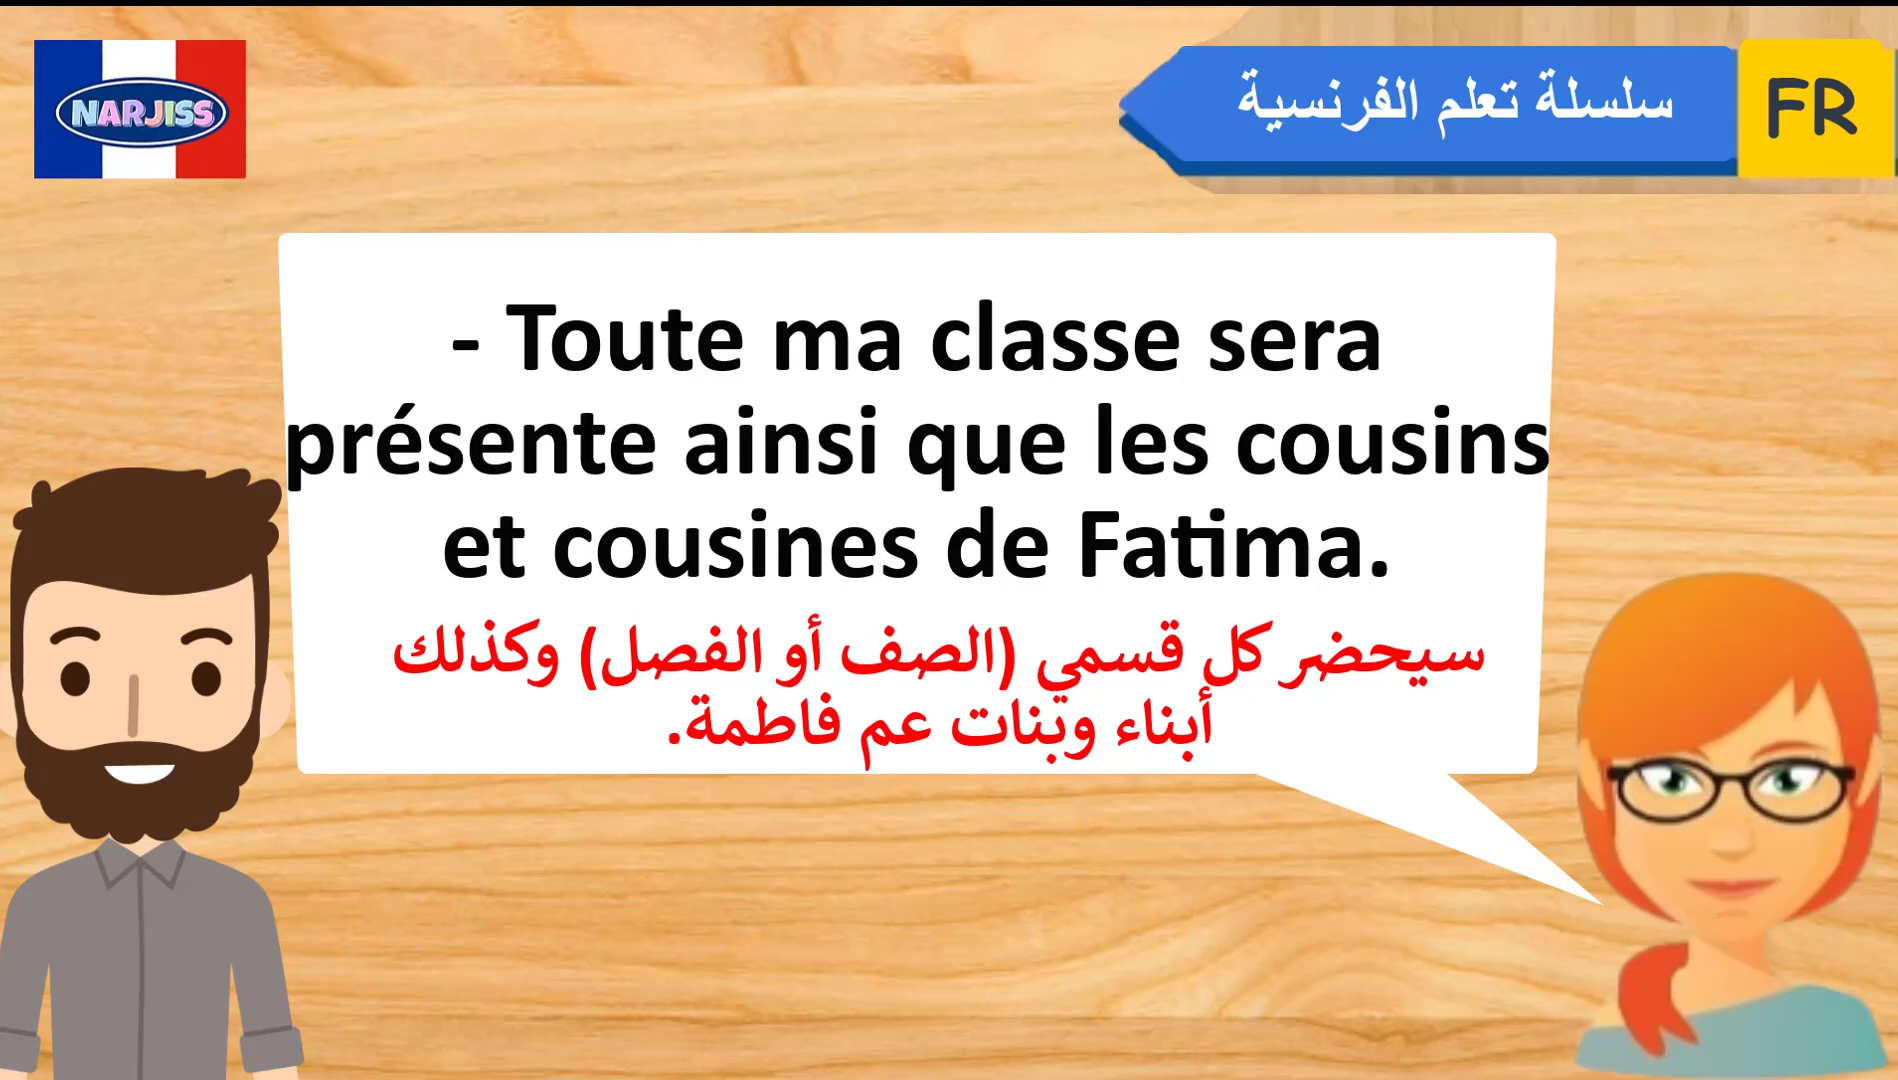 NARJISS
سلسلة تعلم الفرنسية
FR
- Toute ma classe sera
présente ainsi que les cousins
et cousines de Fatima.
سيحضر كل قسمي (الصف أو الفصل) وكذلك
أبناء وبنات عم فاطمة.